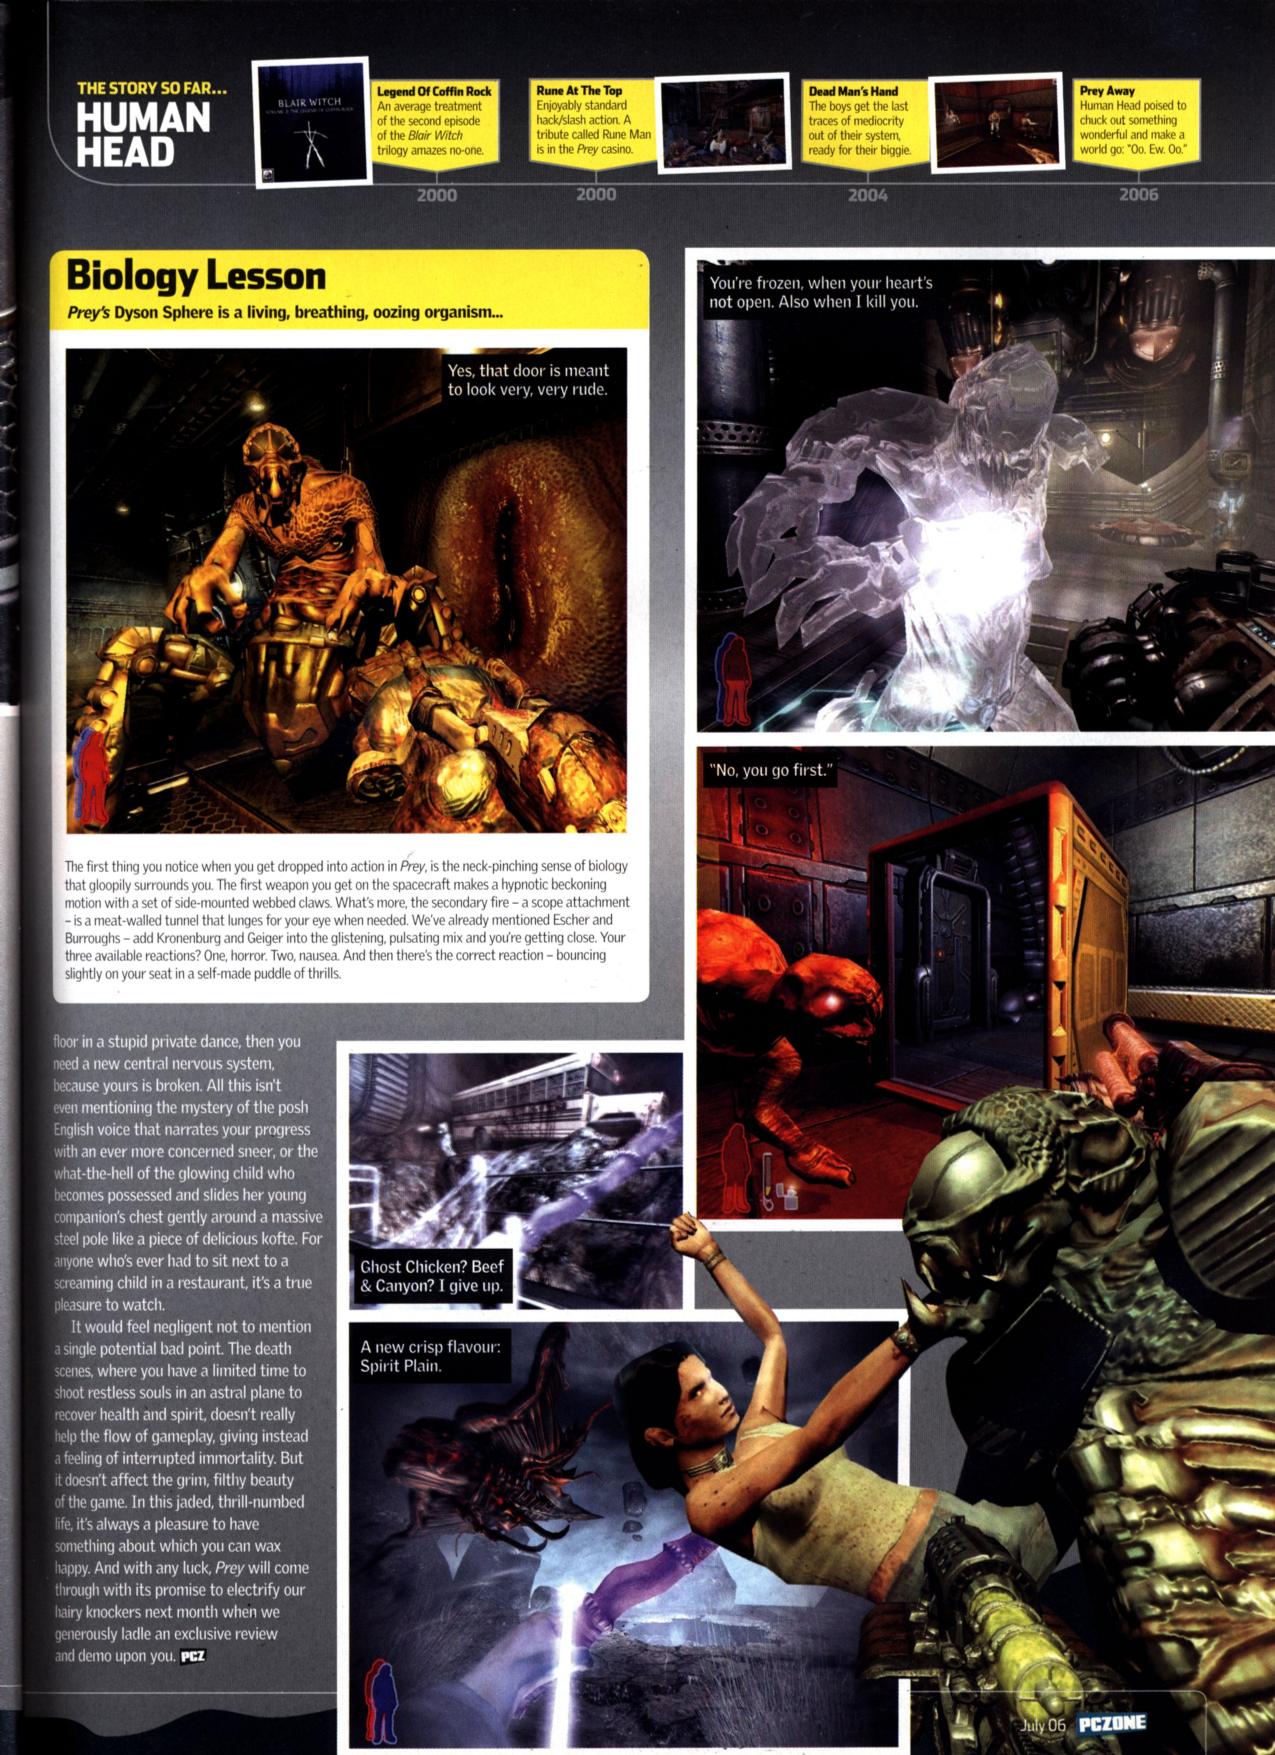 THE STORY SO FAR...
HUMAN
HEAD
BLAIR WITCH
Legend Of Coffin Rock
An average treatment
of the second episode
of the Blair Witch
trilogy amazes no-one.
2000
Rune At The Top
Enjoyably standard
hack/slash action. A
tribute called Rune Man
is in the Prey casino.
2000
Dead Man's Hand
The boys get the last
traces of mediocrity
out of their system,
ready for their biggie.
2004
Prey Away
Human Head poised to
chuck out something
wonderful and make a
world go: "Oo. Ew. Oo."
2006
Biology Lesson
Prey's Dyson Sphere is a living, breathing, oozing organism...
Yes, that door is meant
to look very, very rude.
The first thing you notice when you get dropped into action in Prey, is the neck-pinching sense of biology
that gloopily surrounds you. The first weapon you get on the spacecraft makes a hypnotic beckoning
motion with a set of side-mounted webbed claws. What's more, the secondary fire – a scope attachment
– is a meat-walled tunnel that lunges for your eye when needed. We've already mentioned Escher and
Burroughs – add Kronenburg and Geiger into the glistening, pulsating mix and you're getting close. Your
three available reactions? One, horror. Two, nausea. And then there's the correct reaction – bouncing
slightly on your seat in a self-made puddle of thrills.
floor in a stupid private dance, then you
need a new central nervous system,
because yours is broken. All this isn't
even mentioning the mystery of the posh
English voice that narrates your progress
with an ever more concerned sneer, or the
what-the-hell of the glowing child who
becomes possessed and slides her young
companion's chest gently around a massive
steel pole like a piece of delicious kofte. For
anyone who's ever had to sit next to a
screaming child in a restaurant, it's a true
pleasure to watch.
It would feel negligent not to mention
a single potential bad point. The death
scenes, where you have a limited time to
shoot restless souls in an astral plane to
recover health and spirit, doesn't really
help the flow of gameplay, giving instead
a feeling of interrupted immortality. But
it doesn't affect the grim, filthy beauty
of the game. In this jaded, thrill-numbed
life, it's always a pleasure to have
something about which you can wax
happy. And with any luck, Prey will come
through with its promise to electrify our
hairy knockers next month when we
generously ladle an exclusive review
and demo upon you. PCZ
You're frozen, when your heart's
not open. Also when I kill you.
"No, you go first."
Ghost Chicken? Beef
& Canyon? I give up.
A new crisp flavour:
Spirit Plain.
July 06 PCZONE